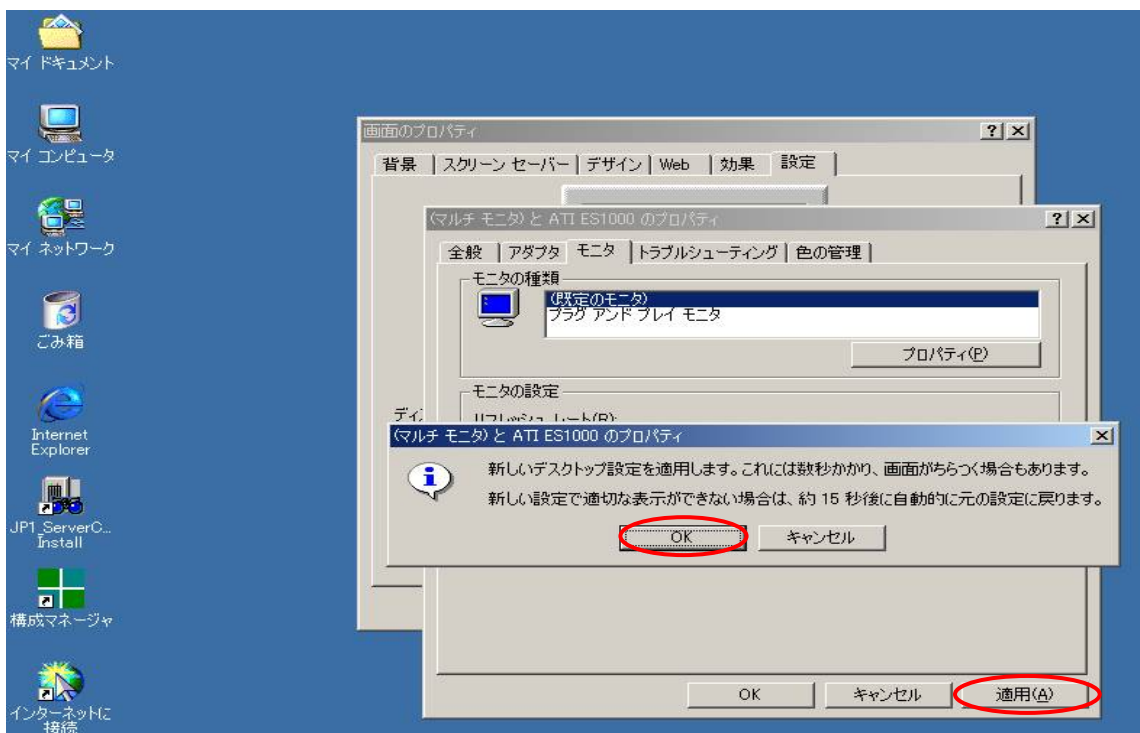 マイ ドキュメント
マイ コンピュータ
マイ ネットワーク
ごみ箱
Internet
Explorer
JP1_ServerC...
Install
構成マネージャ
インターネットに
接続
画面のプロパティ
背景 スクリーン セーバー デザイン Web 効果 設定
(マルチ モニタ) と ATI ES1000 のプロパティ
全般 アダプタ モニタ トラブルシューティング 色の管理
モニタの種類
(既定のモニタ)
プラグ アンド プレイ モニタ
プロパティ(P)
モニタの設定
リフレッシュ レート(R):
ディ
(マルチ モニタ) と ATI ES1000 のプロパティ
新しいデスクトップ設定を適用します。これには数秒かかり、画面がちらつく場合もあります。
新しい設定で適切な表示ができない場合は、約 15 秒後に自動的に元の設定に戻ります。
OK キャンセル
OK キャンセル 適用(A)